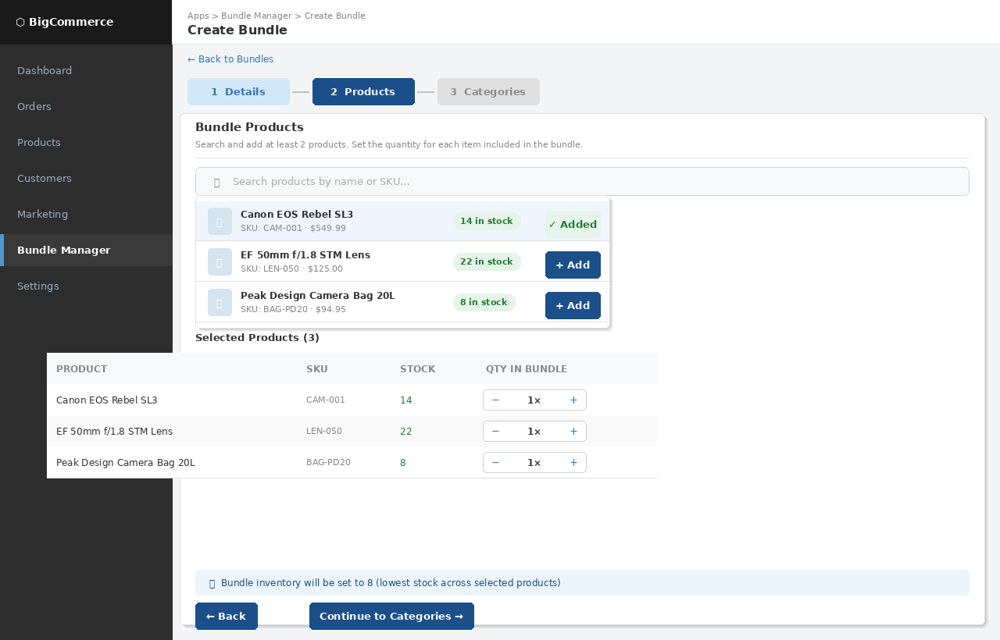 ⬡ BigCommerce
Apps > Bundle Manager > Create Bundle
Create Bundle
Dashboard
Orders
Products
Customers
Marketing
Bundle Manager
Settings
← Back to Bundles
1 Details
2 Products
3 Categories
Bundle Products
Search and add at least 2 products. Set the quantity for each item included in the bundle.
Search products by name or SKU...
Canon EOS Rebel SL3
SKU: CAM-001 · $549.99
14 in stock
✓ Added
EF 50mm f/1.8 STM Lens
SKU: LEN-050 · $125.00
22 in stock
+ Add
Peak Design Camera Bag 20L
SKU: BAG-PD20 · $94.95
8 in stock
+ Add
Selected Products (3)
PRODUCT SKU STOCK QTY IN BUNDLE
Canon EOS Rebel SL3 CAM-001 14 − 1× +
EF 50mm f/1.8 STM Lens LEN-050 22 − 1× +
Peak Design Camera Bag 20L BAG-PD20 8 − 1× +
Bundle inventory will be set to 8 (lowest stock across selected products)
← Back
Continue to Categories →